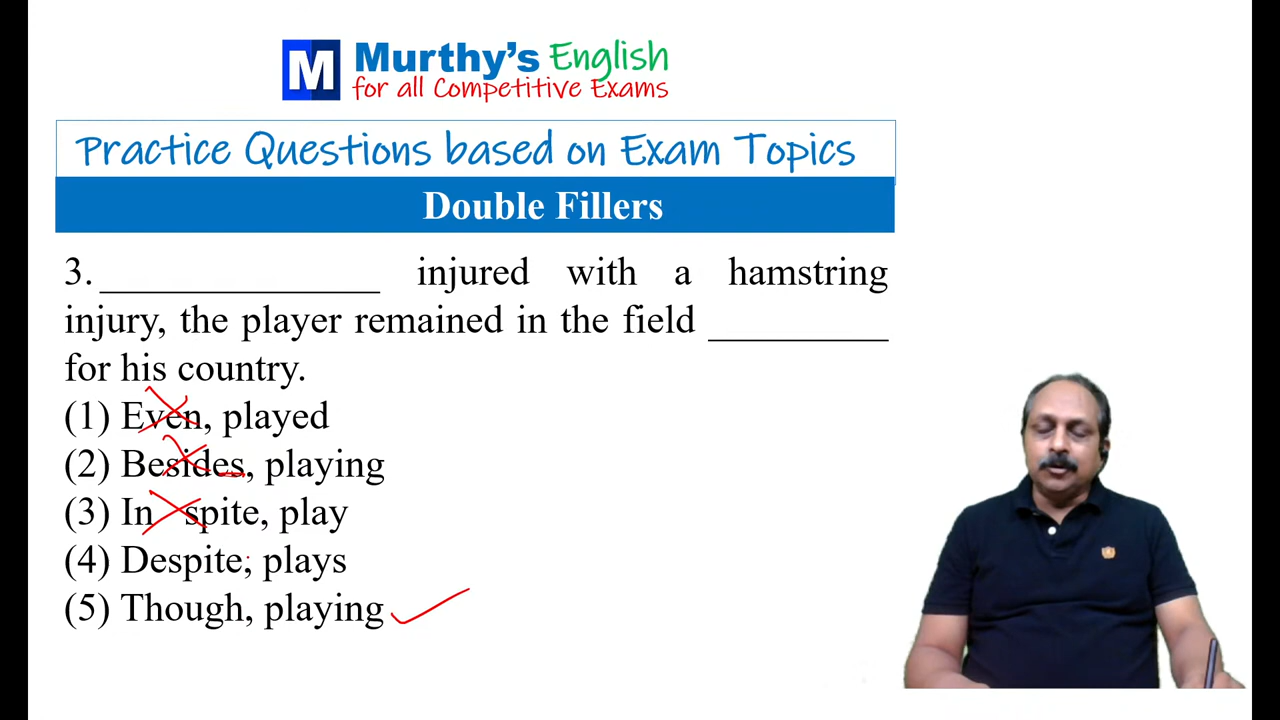 M Murthy's English
for all Competitive Exams
Practice Questions based on Exam Topics
Double Fillers
3. ______________ injured with a hamstring
injury, the player remained in the field _________
for his country.
(1) Even, played
(2) Besides, playing
(3) In spite, play
(4) Despite, plays
(5) Though, playing